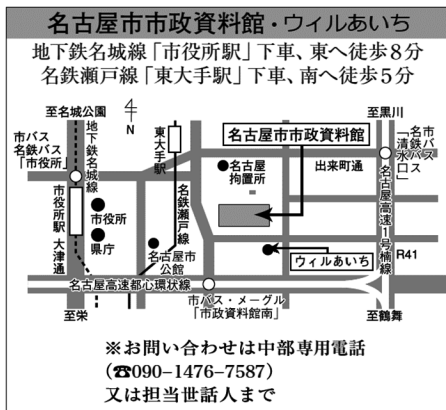 名古屋市市政資料館・ウィルあいち
地下鉄名城線「市役所駅」下車、東へ徒歩8分
名鉄瀬戸線「東大手駅」下車、南へ徒歩5分
至名城公園
N
至黒川
市バス
名鉄バス
「市役所」
地下鉄名城線
東大手駅
名古屋市市政資料館
名鉄バス
市バス
「清水口」
名古屋
拘置所
出来町通
市役所駅
市役所
県庁
名鉄瀬戸線
名古屋高速1号楠線
大津通
名古屋市
公館
ウィルあいち
R41
名古屋高速都心環状線
至栄
市バス・メーグル
「市政資料館南」
至鶴舞
※お問い合わせは中部専用電話
(☎090−1476−7587)
又は担当世話人まで